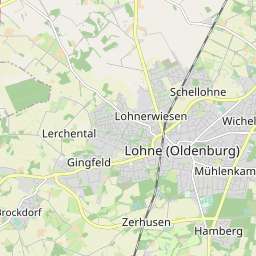 Schellohne
Lohnerwiesen
Wichel
Lerchental
Lohne (Oldenburg)
Gingfeld
Mühlenkam
Brockdorf
Zerhusen
Hamberg